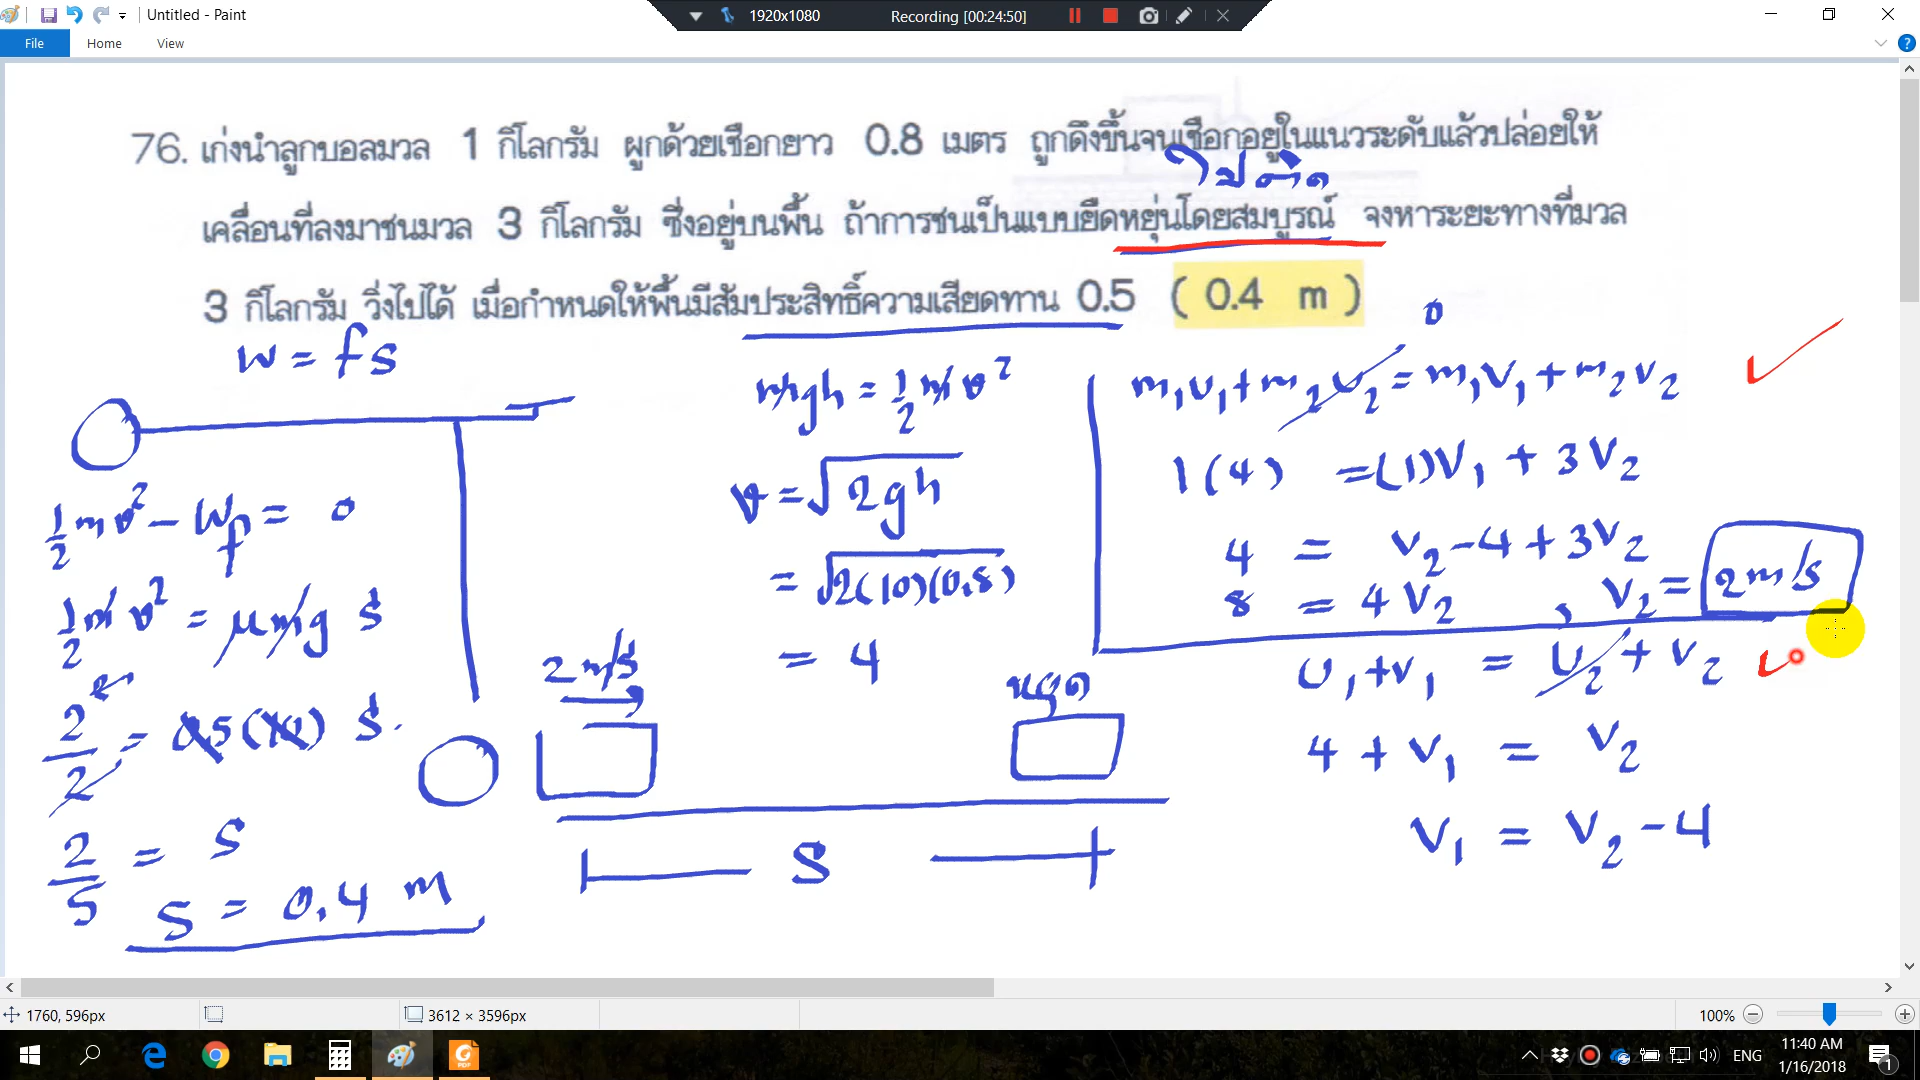 Untitled - Paint
1920x1080
Recording [00:24:50]
File Home View
76. เก่งนำลูกบอลมวล 1 กิโลกรัม ผูกด้วยเชือกยาว 0.8 เมตร ถูกดึงขึ้นจนเชือกอยู่ในแนวระดับแล้วปล่อยให้
ไม่ติด
เคลื่อนที่ลงมาชนมวล 3 กิโลกรัม ซึ่งอยู่บนพื้น ถ้าการชนเป็นแบบยืดหยุ่นโดยสมบูรณ์ จงหาระยะทางที่มวล
3 กิโลกรัม วิ่งไปได้ เมื่อกำหนดให้พื้นมีสัมประสิทธิ์ความเสียดทาน 0.5 (0.4 m)
W = fs
½mv² - Wf = 0
½mv² = μmg s
2²/2 = 0.5(10) s
2/5 = s
s = 0.4 m
mgh = ½mv²
v = √2gh
= √2(10)(0.8)
= 4
2 m/s
หยุด
S
0
m₁u₁+m₂u₂ = m₁v₁+m₂v₂
1(4) = (1)v₁ + 3v₂
4 = v₂-4+3v₂
8 = 4v₂ , v₂ = 2 m/s
u₁+v₁ = u₂+v₂
4 + v₁ = v₂
v₁ = v₂-4
1760, 596px
3612 × 3596px
100%
ENG
11:40 AM
1/16/2018
1